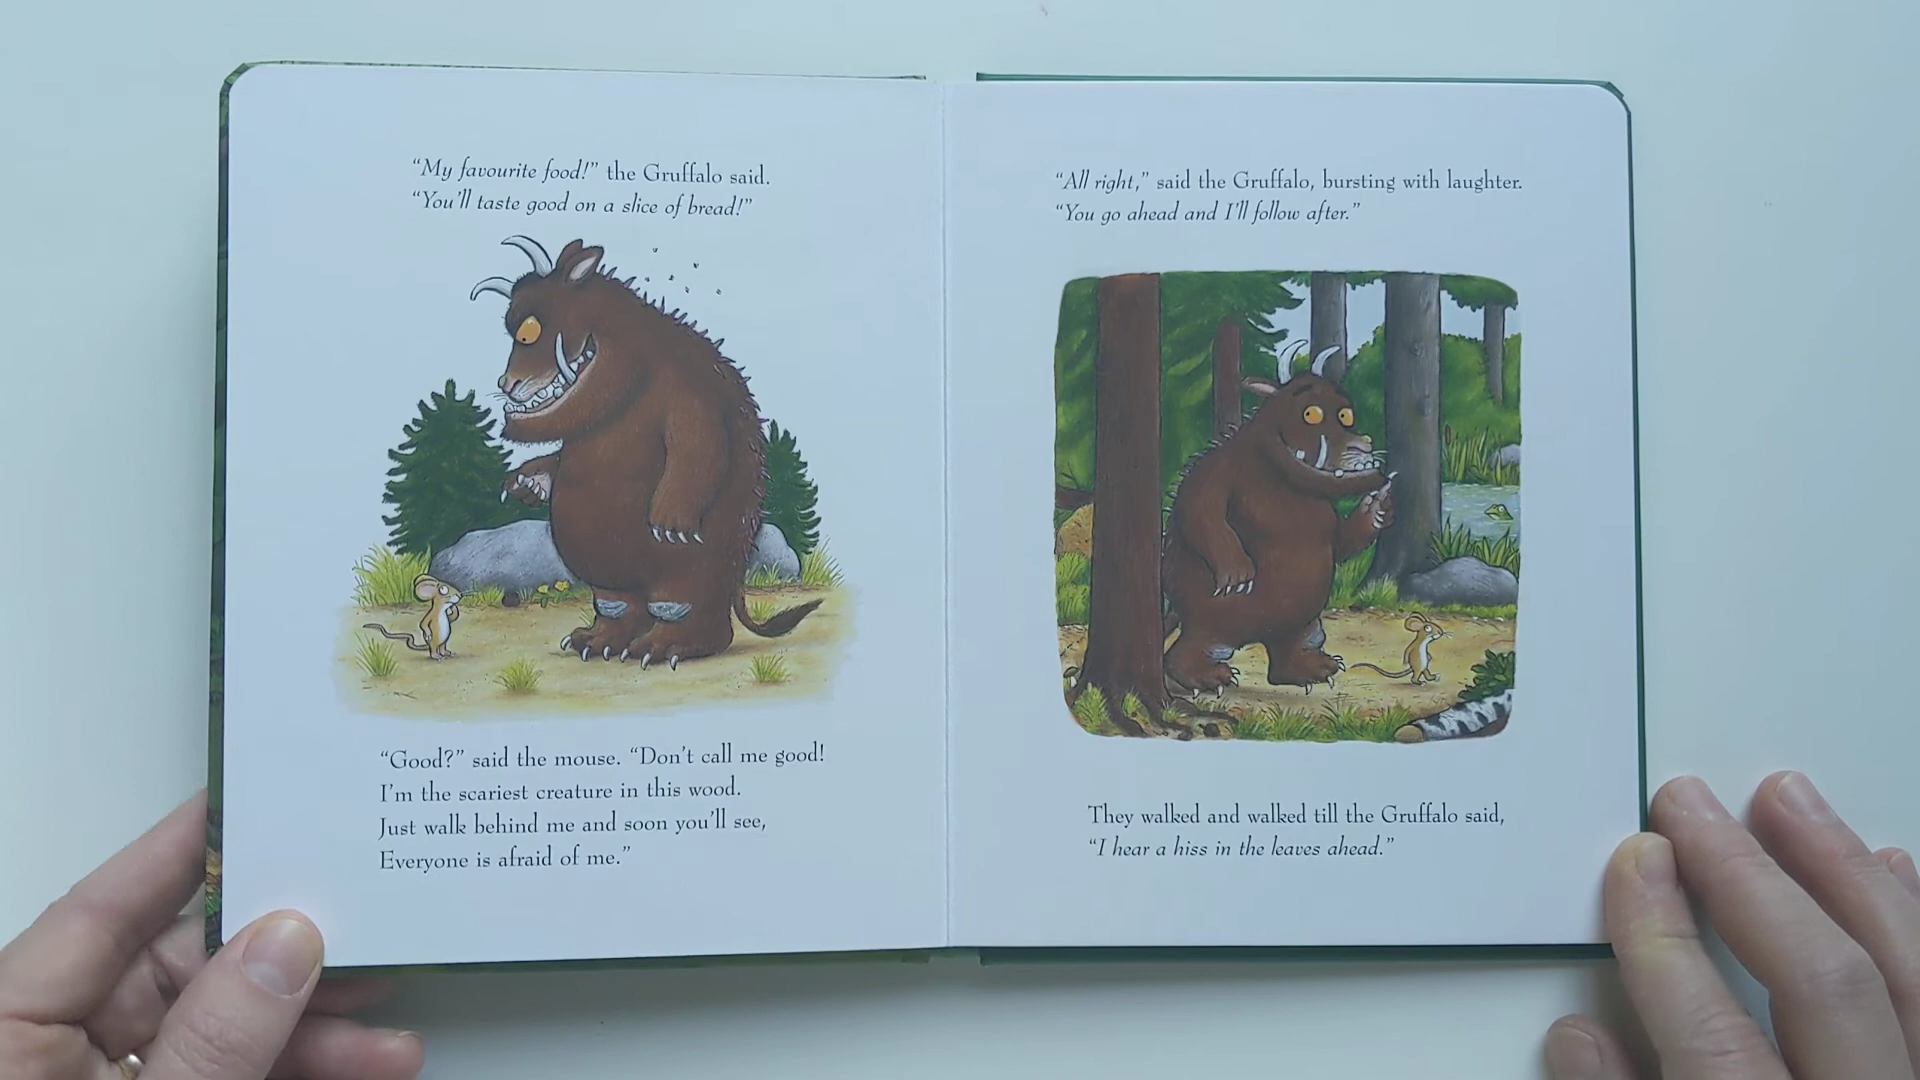 “My favourite food!” the Gruffalo said.
“You’ll taste good on a slice of bread!”
“Good?” said the mouse. “Don’t call me good!
I’m the scariest creature in this wood.
Just walk behind me and soon you’ll see,
Everyone is afraid of me.”
“All right,” said the Gruffalo, bursting with laughter.
“You go ahead and I’ll follow after.”
They walked and walked till the Gruffalo said,
“I hear a hiss in the leaves ahead.”